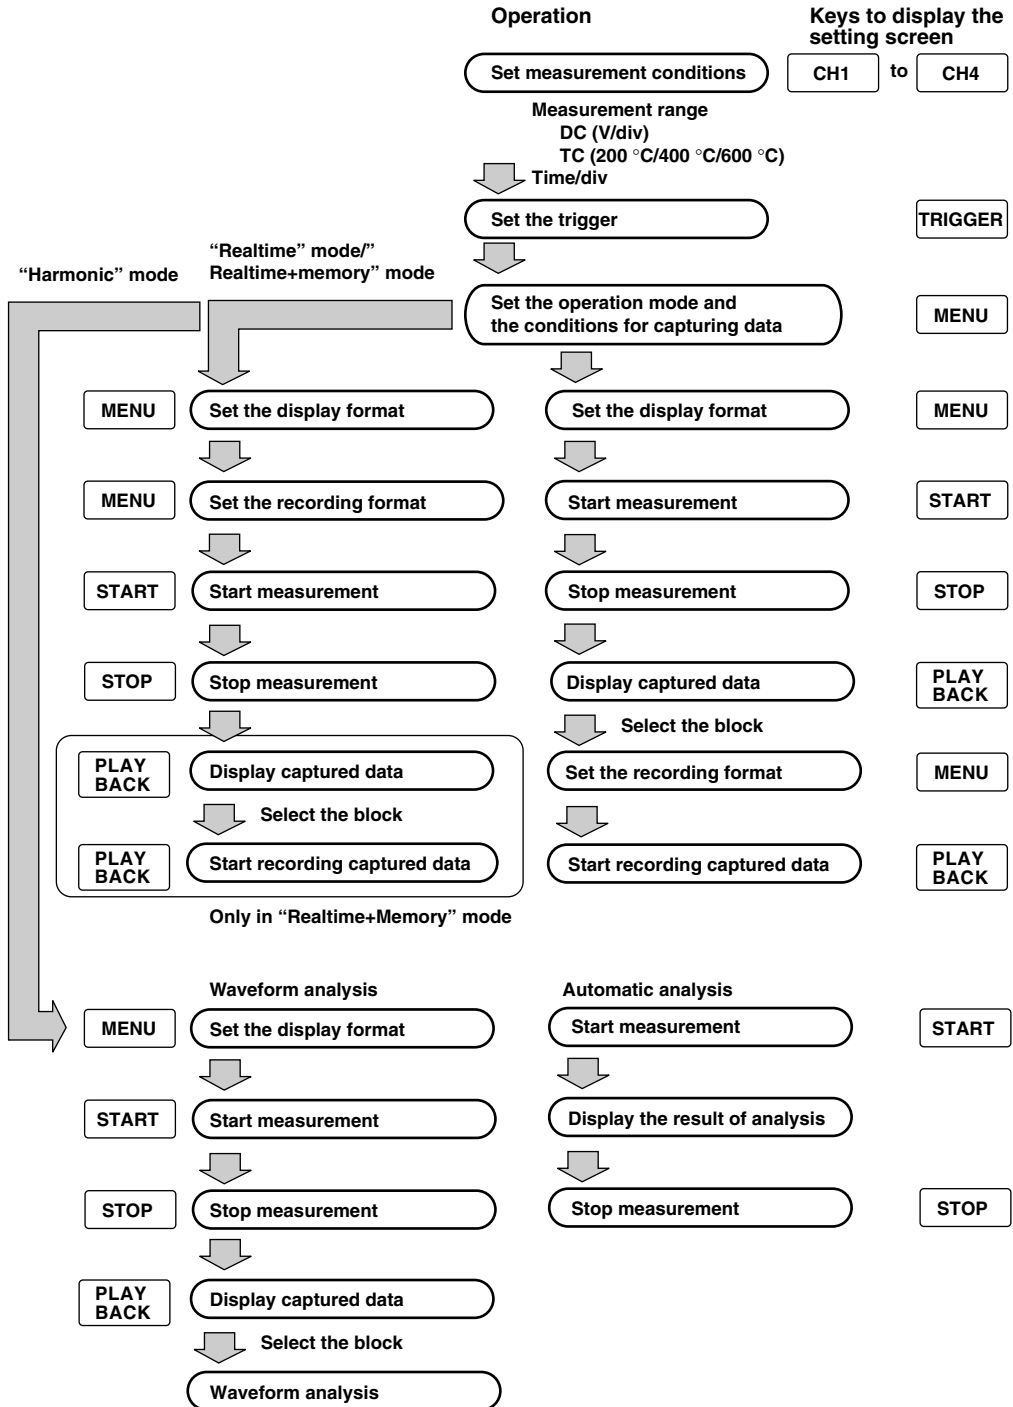 Operation
Keys to display the
setting screen
Set measurement conditions
CH1
to
CH4
Measurement range
DC (V/div)
TC (200 °C/400 °C/600 °C)
Time/div
Set the trigger
TRIGGER
“Harmonic” mode
“Realtime” mode/”
Realtime+memory” mode
Set the operation mode and
the conditions for capturing data
MENU
MENU
Set the display format
Set the display format
MENU
MENU
Set the recording format
Start measurement
START
START
Start measurement
Stop measurement
STOP
STOP
Stop measurement
Display captured data
PLAY
BACK
Select the block
PLAY
BACK
Display captured data
Set the recording format
MENU
Select the block
PLAY
BACK
Start recording captured data
Start recording captured data
PLAY
BACK
Only in “Realtime+Memory” mode
Waveform analysis
Automatic analysis
MENU
Set the display format
Start measurement
START
START
Start measurement
Display the result of analysis
STOP
Stop measurement
Stop measurement
STOP
PLAY
BACK
Display captured data
Select the block
Waveform analysis